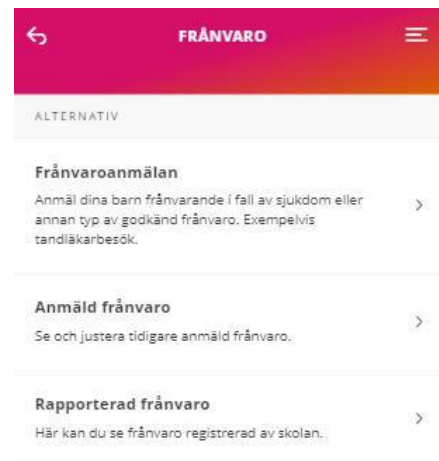 FRÅNVARO
ALTERNATIV
Frånvaroanmälan
Anmäl dina barn frånvarande i fall av sjukdom eller
annan typ av godkänd frånvaro. Exempelvis
tandläkarbesök.
Anmäld frånvaro
Se och justera tidigare anmäld frånvaro.
Rapporterad frånvaro
Här kan du se frånvaro registrerad av skolan.